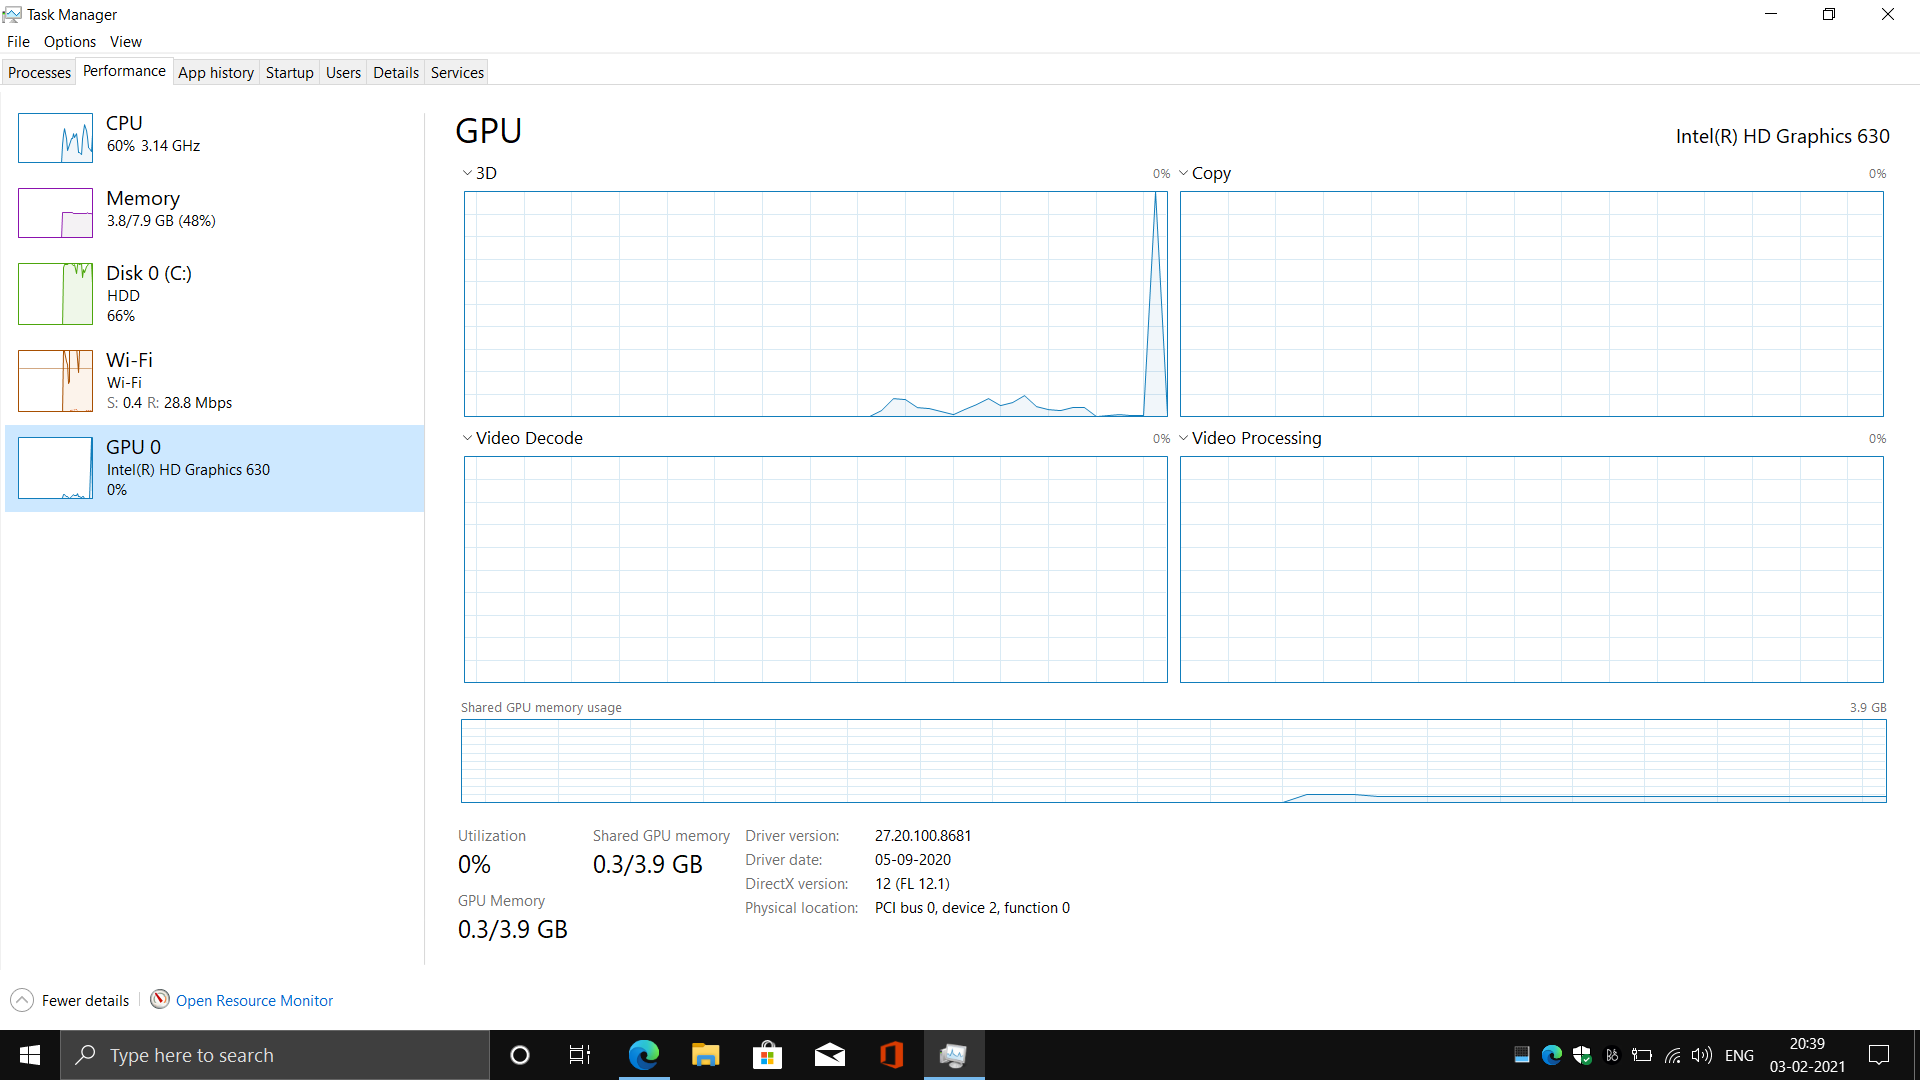 Task Manager
File Options View
Processes Performance App history Startup Users Details Services
CPU
60% 3.14 GHz
Memory
3.8/7.9 GB (48%)
Disk 0 (C:)
HDD
66%
Wi-Fi
Wi-Fi
S: 0.4 R: 28.8 Mbps
GPU 0
Intel(R) HD Graphics 630
0%
GPU
Intel(R) HD Graphics 630
3D 0%
Copy 0%
Video Decode 0%
Video Processing 0%
Shared GPU memory usage 3.9 GB
Utilization
0%
Shared GPU memory
0.3/3.9 GB
GPU Memory
0.3/3.9 GB
Driver version: 27.20.100.8681
Driver date: 05-09-2020
DirectX version: 12 (FL 12.1)
Physical location: PCI bus 0, device 2, function 0
Fewer details Open Resource Monitor
Type here to search
ENG
20:39
03-02-2021